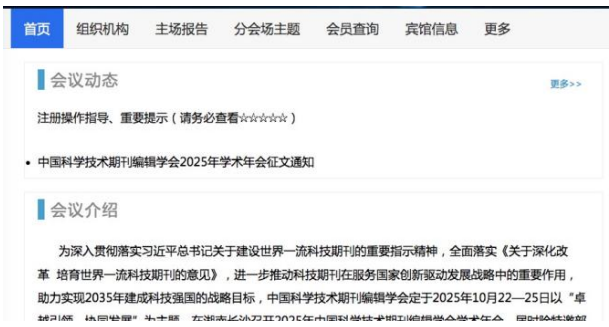 首页 组织机构 主场报告 分会场主题 会员查询 宾馆信息 更多
会议动态 更多>>
注册操作指导、重要提示（请务必查看☆☆☆☆☆）
• 中国科学技术期刊编辑学会2025年学术年会征文通知
会议介绍
为深入贯彻落实习近平总书记关于建设世界一流科技期刊的重要指示精神，全面落实《关于深化改
革 培育世界一流科技期刊的意见》，进一步推动科技期刊在服务国家创新驱动发展战略中的重要作用，
助力实现2035年建成科技强国的战略目标，中国科学技术期刊编辑学会定于2025年10月22—25日以“卓
越引领，协同发展”为主题，在湖南长沙召开2025年中国科学技术期刊编辑学会学术年会。届时除特邀部